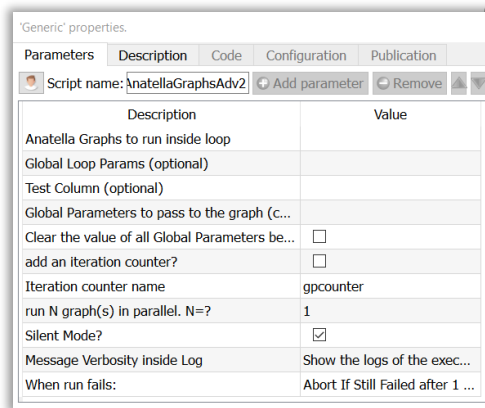 'Generic' properties.
Parameters Description Code Configuration Publication
Script name: AnatellaGraphsAdv2 Add parameter Remove
Description Value
Anatella Graphs to run inside loop
Global Loop Params (optional)
Test Column (optional)
Global Parameters to pass to the graph (c...
Clear the value of all Global Parameters be...
add an iteration counter?
Iteration counter name gpcounter
run N graph(s) in parallel. N=? 1
Silent Mode?
Message Verbosity inside Log Show the logs of the exec...
When run fails: Abort If Still Failed after 1 ...